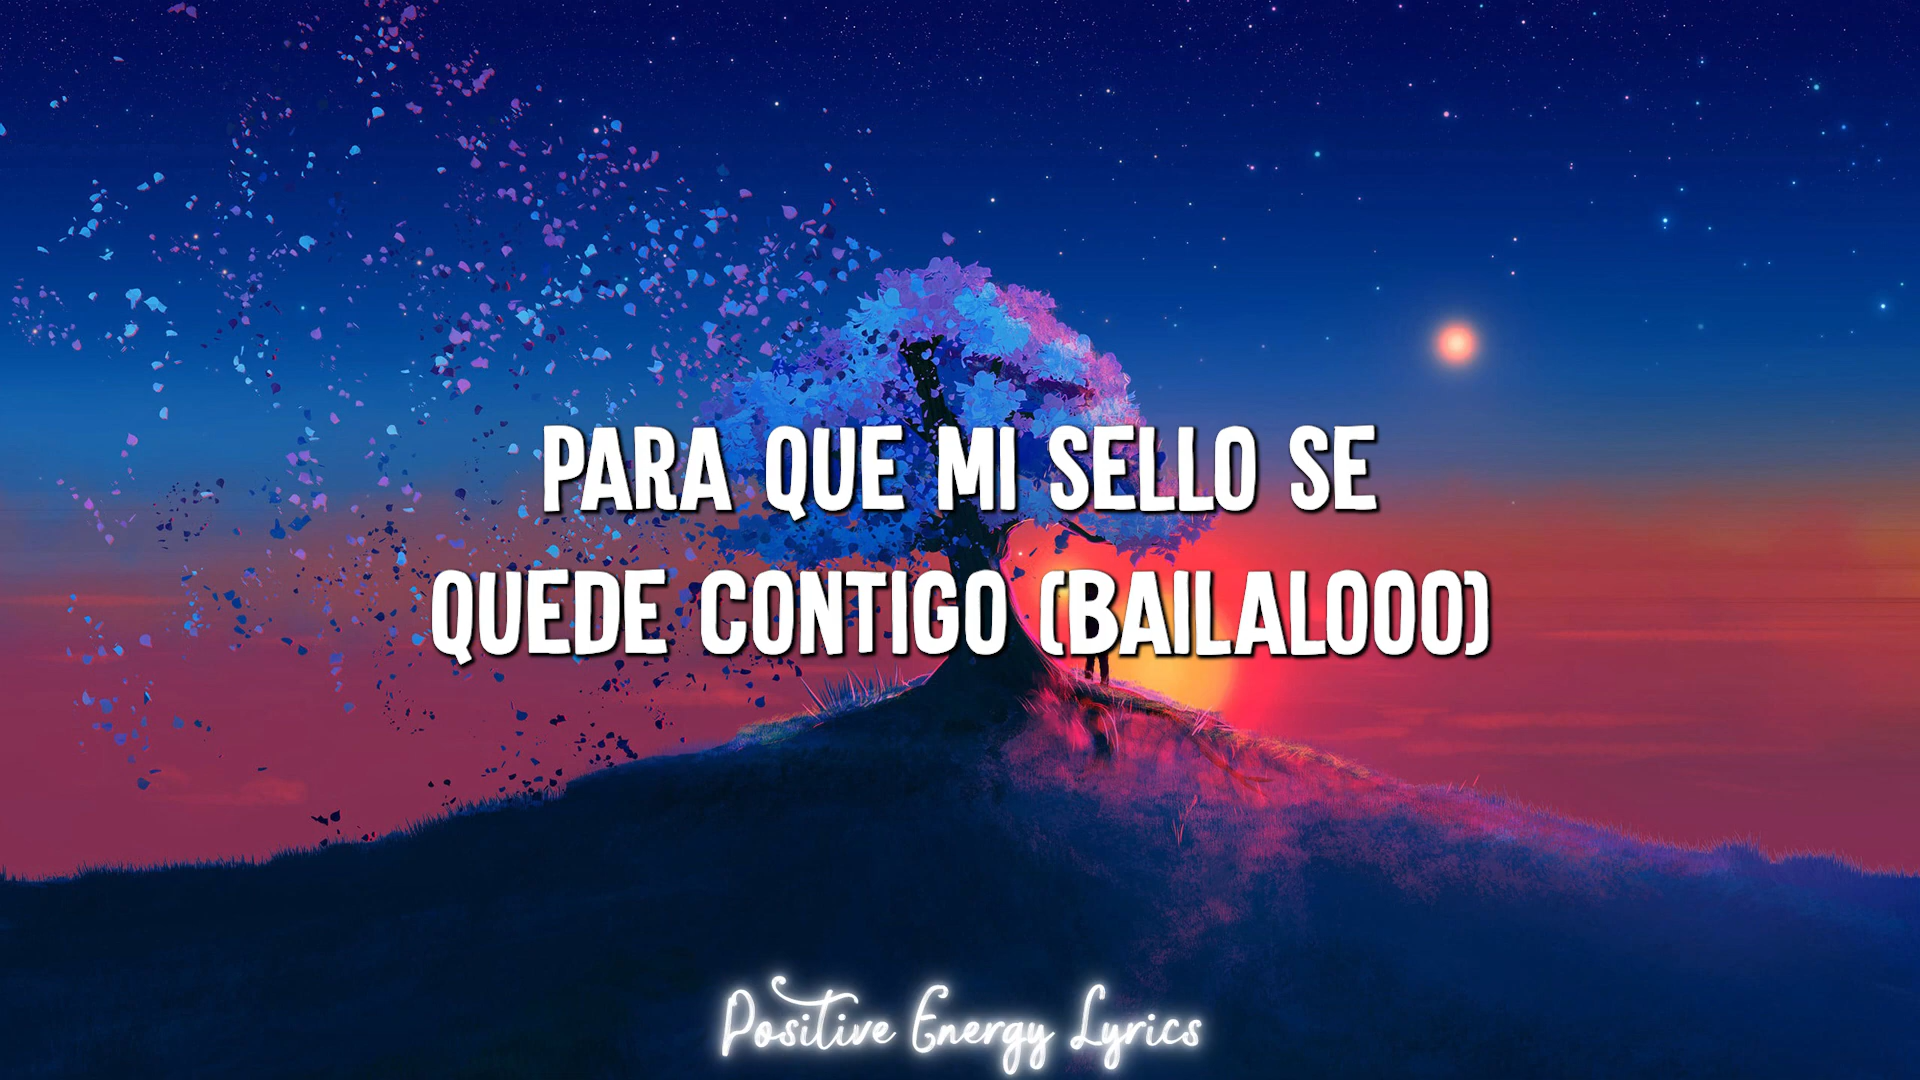 PARA QUE MI SELLO SE
QUEDE CONTIGO (BAILALOOO)
Positive Energy Lyrics